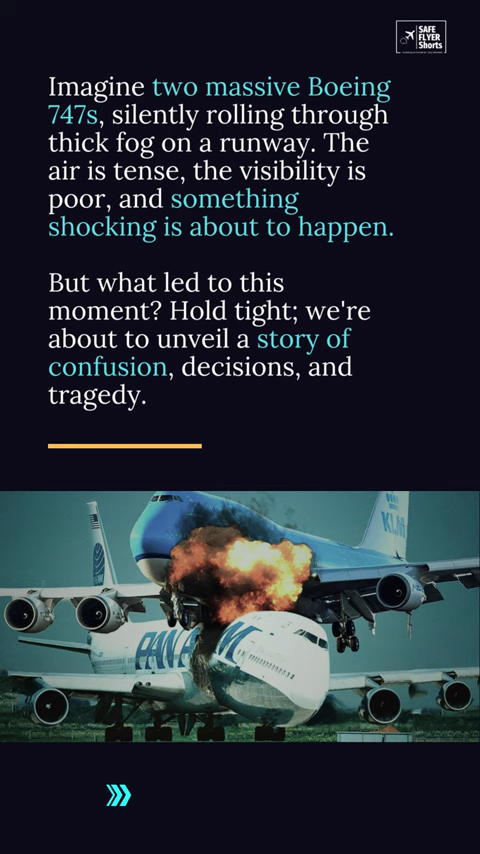 SAFE
FLYER
Shorts
Imagine two massive Boeing
747s, silently rolling through
thick fog on a runway. The
air is tense, the visibility is
poor, and something
shocking is about to happen.
But what led to this
moment? Hold tight; we're
about to unveil a story of
confusion, decisions, and
tragedy.
KLM
PAN AM